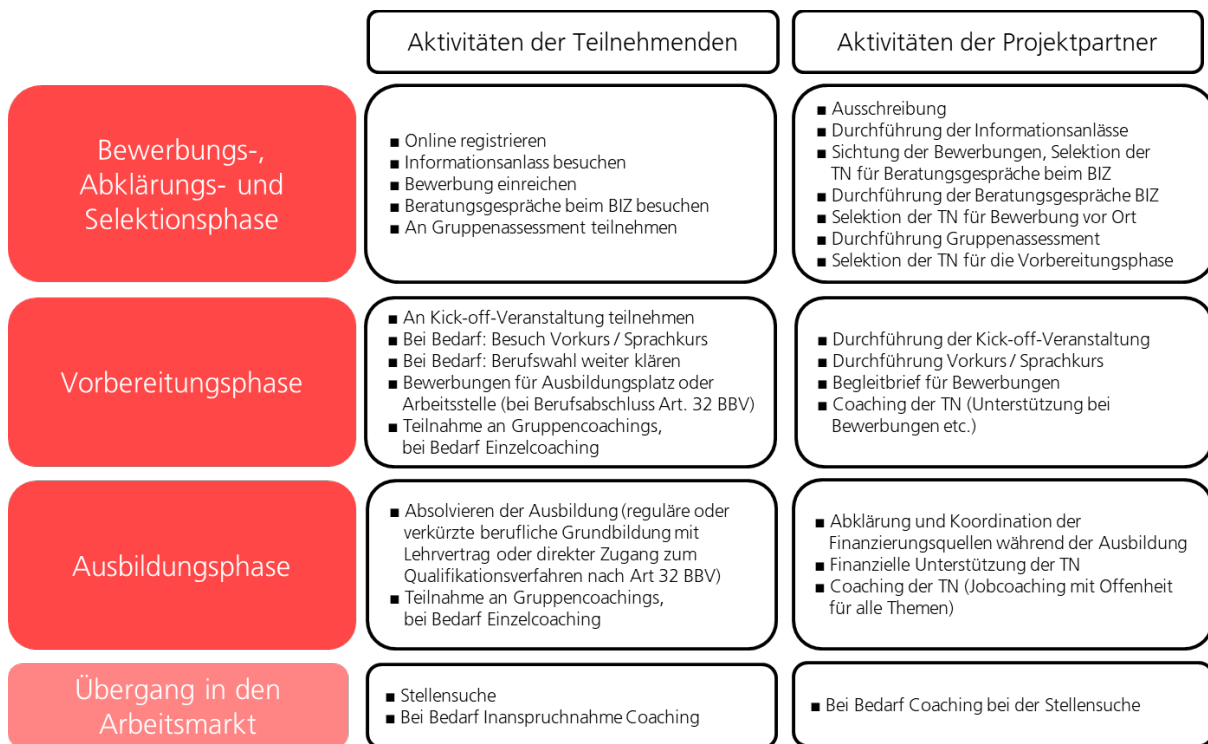 Aktivitäten der Teilnehmenden
Aktivitäten der Projektpartner
Bewerbungs-,
Abklärungs- und
Selektionsphase
■ Online registrieren
■ Informationsanlass besuchen
■ Bewerbung einreichen
■ Beratungsgespräche beim BIZ besuchen
■ An Gruppenassessment teilnehmen
■ Ausschreibung
■ Durchführung der Informationsanlässe
■ Sichtung der Bewerbungen, Selektion der
TN für Beratungsgespräche beim BIZ
■ Durchführung der Beratungsgespräche BIZ
■ Selektion der TN für Bewerbung vor Ort
■ Durchführung Gruppenassessment
■ Selektion der TN für die Vorbereitungsphase
Vorbereitungsphase
■ An Kick-off-Veranstaltung teilnehmen
■ Bei Bedarf: Besuch Vorkurs / Sprachkurs
■ Bei Bedarf: Berufswahl weiter klären
■ Bewerbungen für Ausbildungsplatz oder
Arbeitsstelle (bei Berufsabschluss Art. 32 BBV)
■ Teilnahme an Gruppencoachings,
bei Bedarf Einzelcoaching
■ Durchführung der Kick-off-Veranstaltung
■ Durchführung Vorkurs / Sprachkurs
■ Begleitbrief für Bewerbungen
■ Coaching der TN (Unterstützung bei
Bewerbungen etc.)
Ausbildungsphase
■ Absolvieren der Ausbildung (reguläre oder
verkürzte berufliche Grundbildung mit
Lehrvertrag oder direkter Zugang zum
Qualifikationsverfahren nach Art 32 BBV)
■ Teilnahme an Gruppencoachings,
bei Bedarf Einzelcoaching
■ Abklärung und Koordination der
Finanzierungsquellen während der Ausbildung
■ Finanzielle Unterstützung der TN
■ Coaching der TN (Jobcoaching mit Offenheit
für alle Themen)
Übergang in den
Arbeitsmarkt
■ Stellensuche
■ Bei Bedarf Inanspruchnahme Coaching
■ Bei Bedarf Coaching bei der Stellensuche